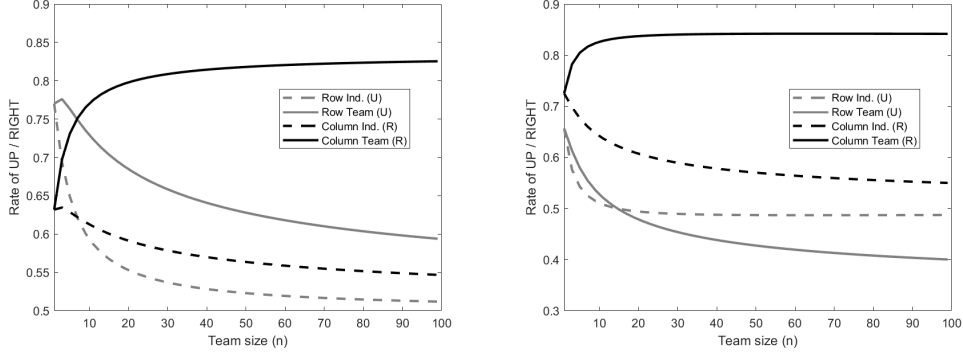 0.9
0.85
0.8
0.75
0.7
0.65
0.6
0.55
0.5
Rate of UP / RIGHT
Row Ind. (U)
Row Team (U)
Column Ind. (R)
Column Team (R)
10 20 30 40 50 60 70 80 90 100
Team size (n)
0.9
0.8
0.7
0.6
0.5
0.4
0.3
Rate of UP / RIGHT
Row Ind. (U)
Row Team (U)
Column Ind. (R)
Column Team (R)
10 20 30 40 50 60 70 80 90 100
Team size (n)